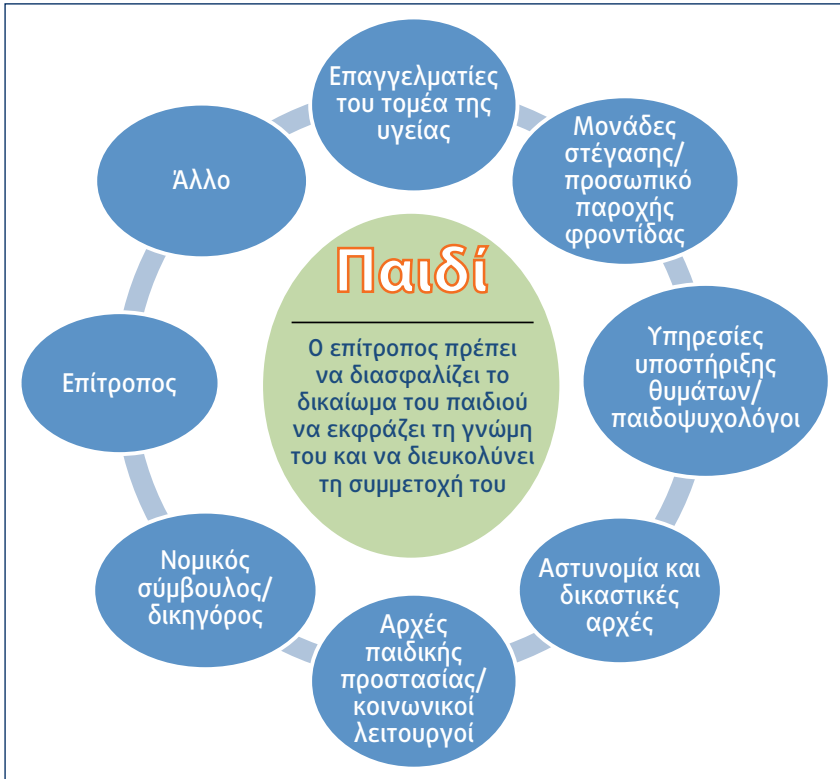 Επαγγελματίες
του τομέα της
υγείας
Μονάδες
στέγασης/
προσωπικό
παροχής
φροντίδας
Υπηρεσίες
υποστήριξης
θυμάτων/
παιδοψυχολόγοι
Αστυνομία και
δικαστικές
αρχές
Αρχές
παιδικής
προστασίας/
κοινωνικοί
λειτουργοί
Νομικός
σύμβουλος/
δικηγόρος
Επίτροπος
Άλλο
Παιδί
Ο επίτροπος πρέπει
να διασφαλίζει το
δικαίωμα του παιδιού
να εκφράζει τη γνώμη
του και να διευκολύνει
τη συμμετοχή του